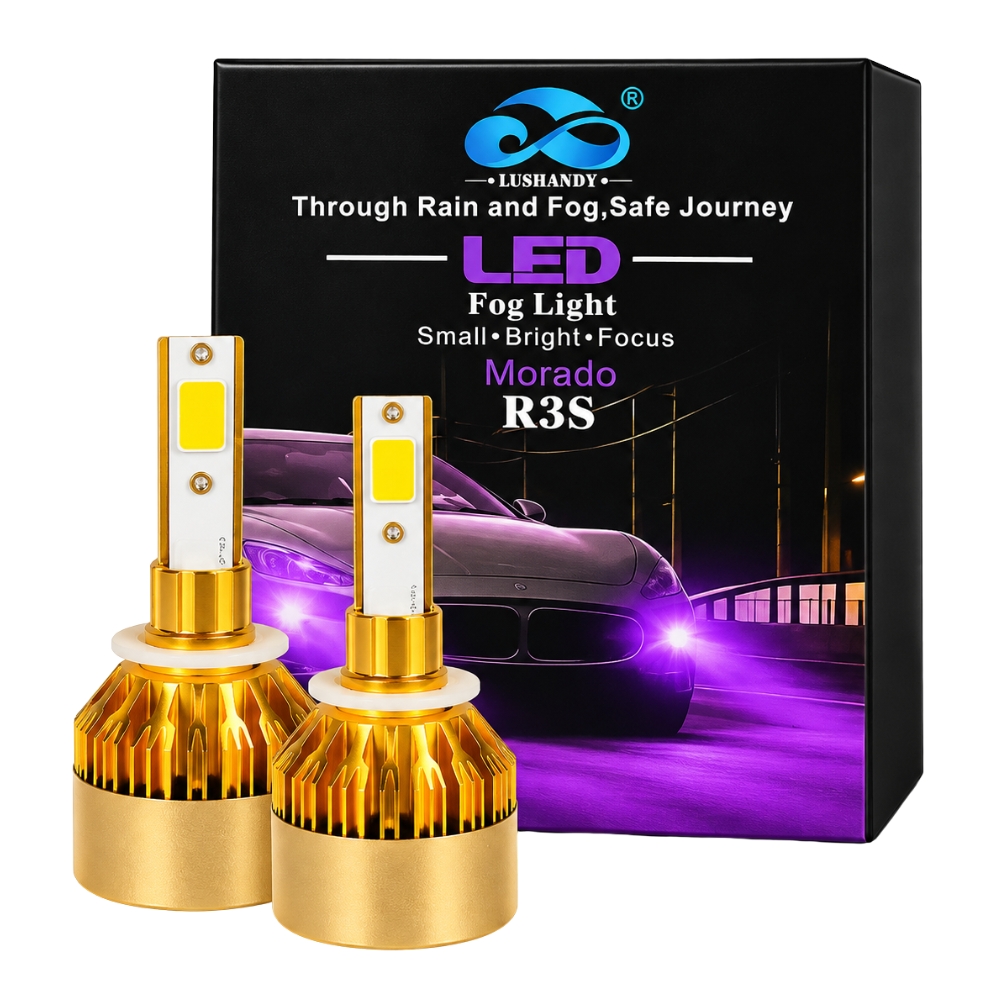 ®
LUSHANDY
Through Rain and Fog,Safe Journey
LED
Fog Light
Small•Bright•Focus
Morado
R3S